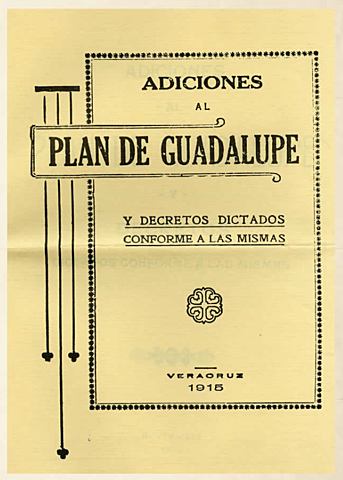 ADICIONES
AL
PLAN DE GUADALUPE
Y DECRETOS DICTADOS
CONFORME A LAS MISMAS
VERACRUZ
1915